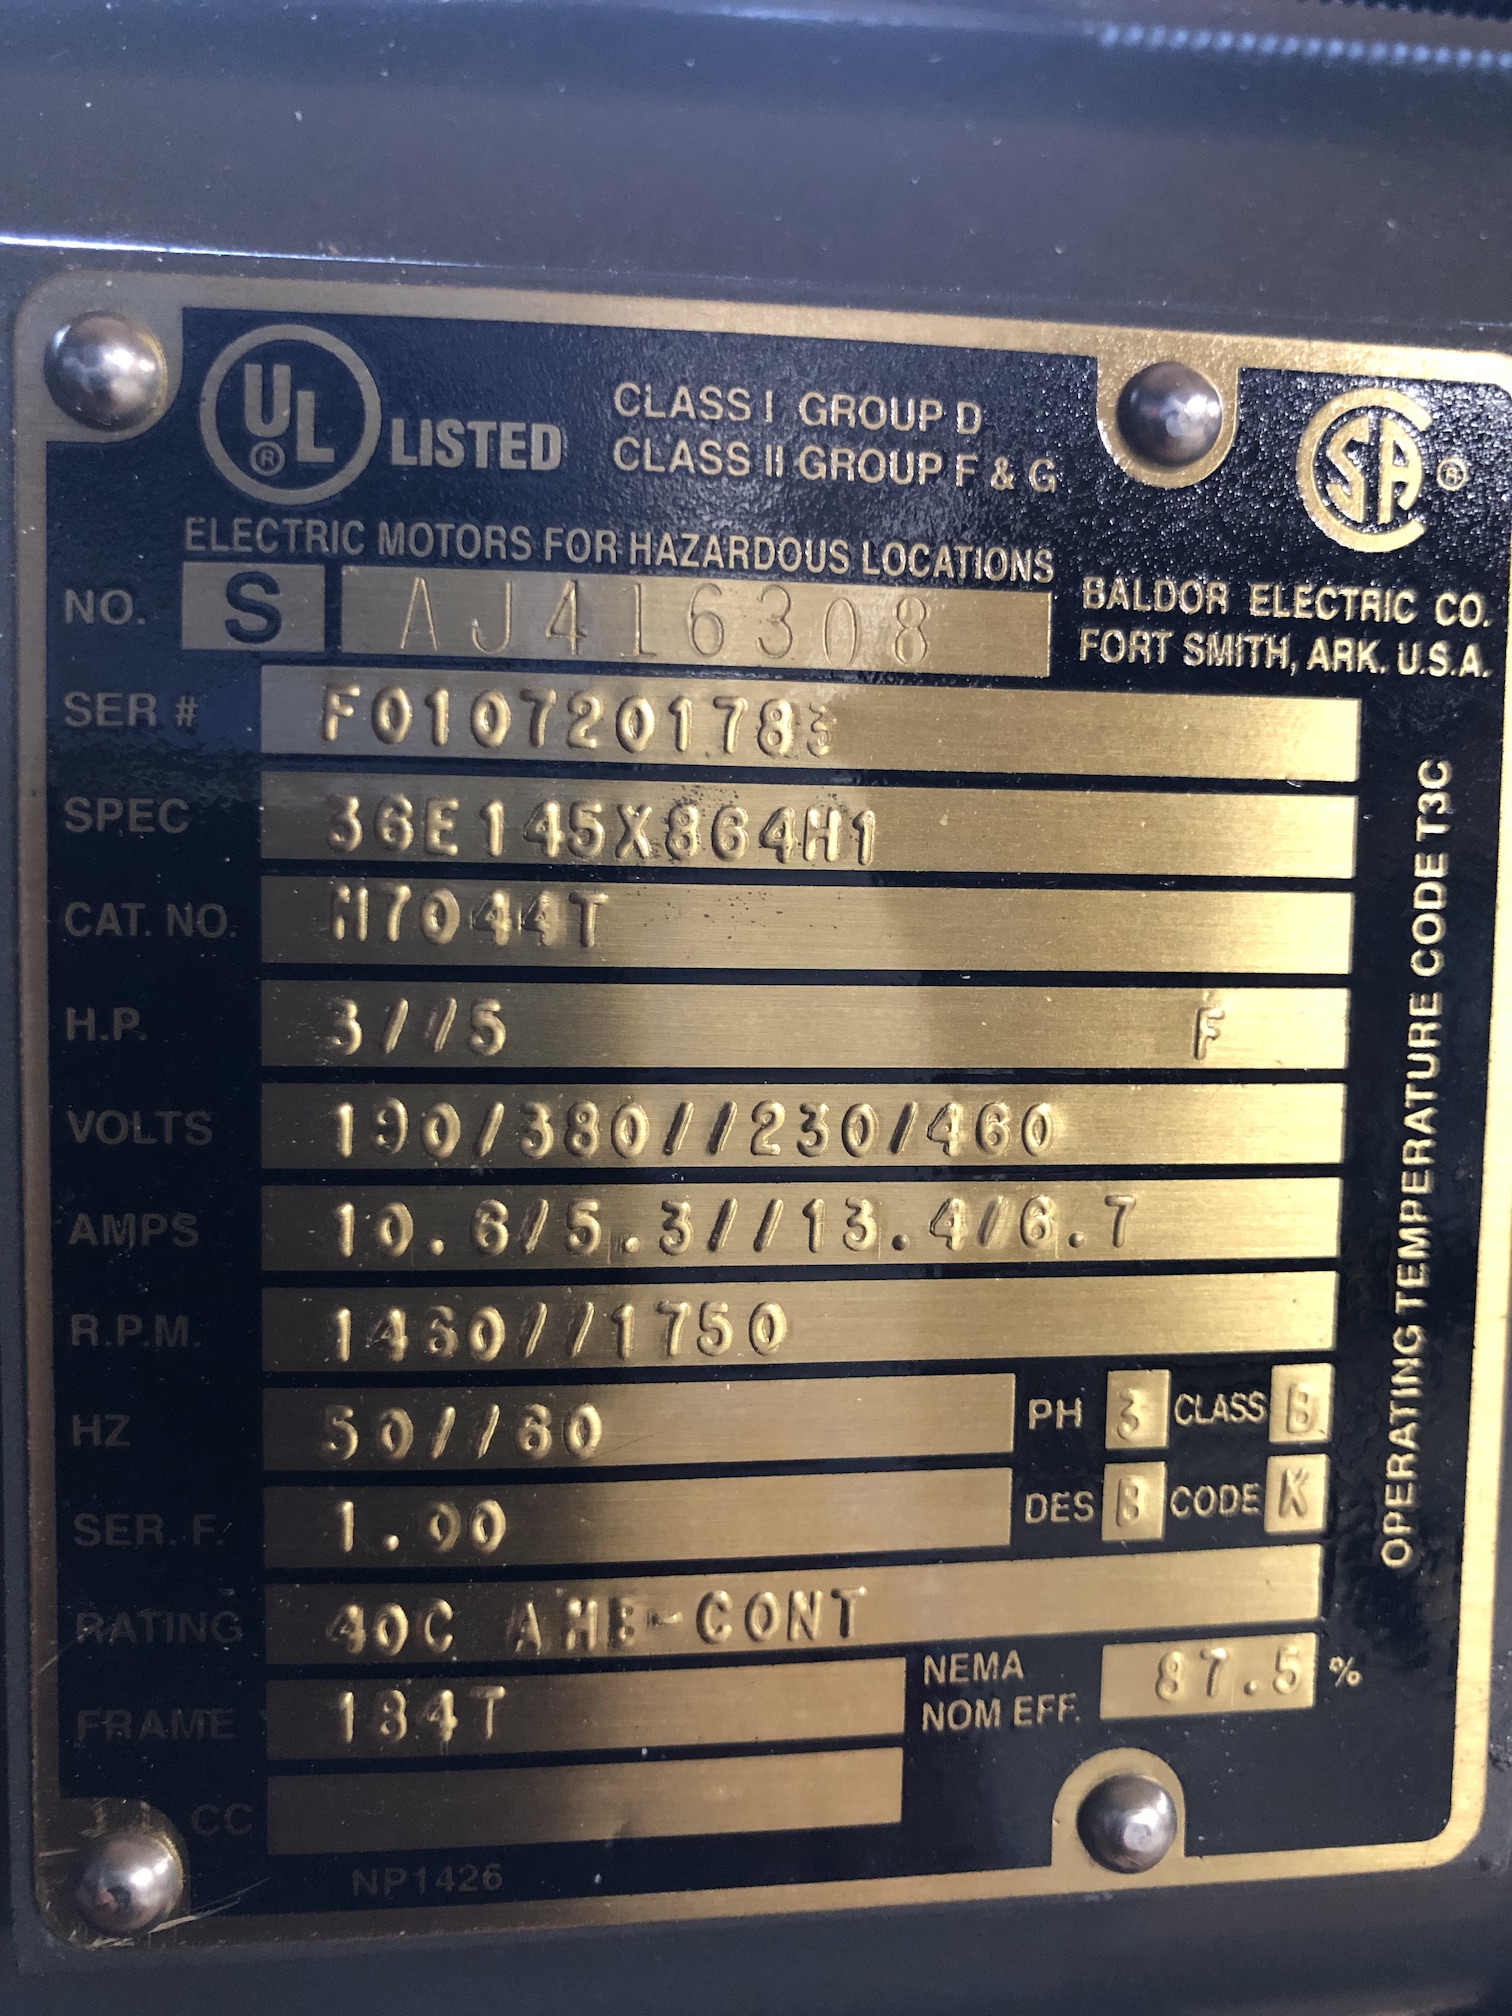 UL® LISTED
CLASS I GROUP D
CLASS II GROUP F & G
CSA®
ELECTRIC MOTORS FOR HAZARDOUS LOCATIONS
BALDOR ELECTRIC CO.
FORT SMITH, ARK. U.S.A.
NO. S AJ416308
SER # F0107201783
SPEC 36E145X864H1
CAT. NO. M7044T
H.P. 3//5 F
VOLTS 190/380//230/460
AMPS 10.6/5.3//13.4/6.7
R.P.M. 1460//1750
HZ 50//60 PH 3 CLASS B
SER. F. 1.00 DES B CODE K
RATING 40C AMB-CONT
FRAME 184T NEMA NOM EFF. 87.5 %
CC
NP1426
OPERATING TEMPERATURE CODE T3C